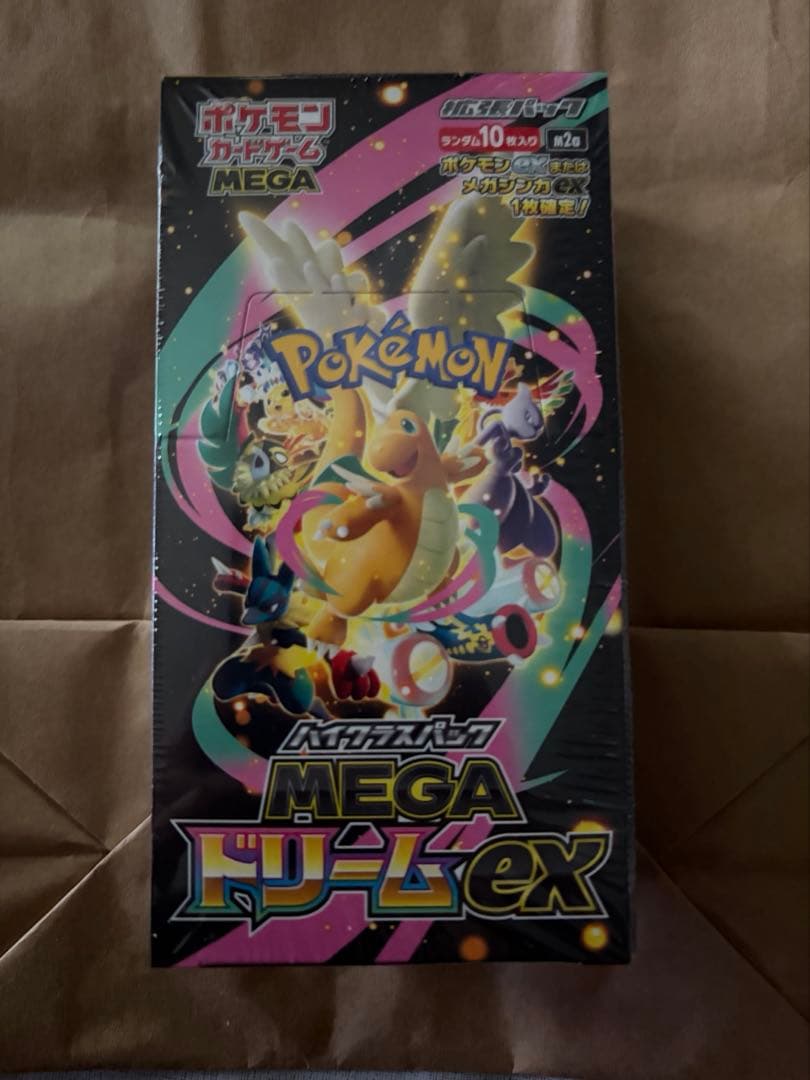 ポケモン
カードゲーム
MEGA
拡張パック
ランダム10枚入り
M2a
ポケモンexまたは
メガシンカex
1枚確定!
POKéMON
ハイクラスパック
MEGA
ドリームex